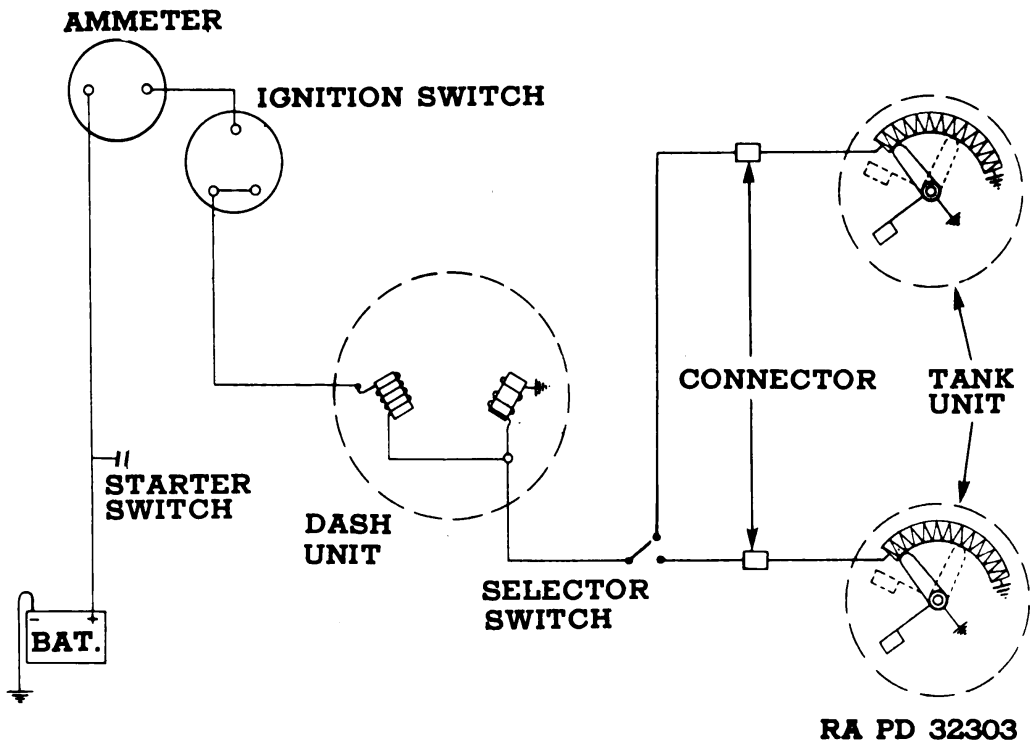 AMMETER
IGNITION SWITCH
CONNECTOR
TANK
UNIT
STARTER
SWITCH
DASH
UNIT
SELECTOR
SWITCH
- +
BAT.
RA PD 32303